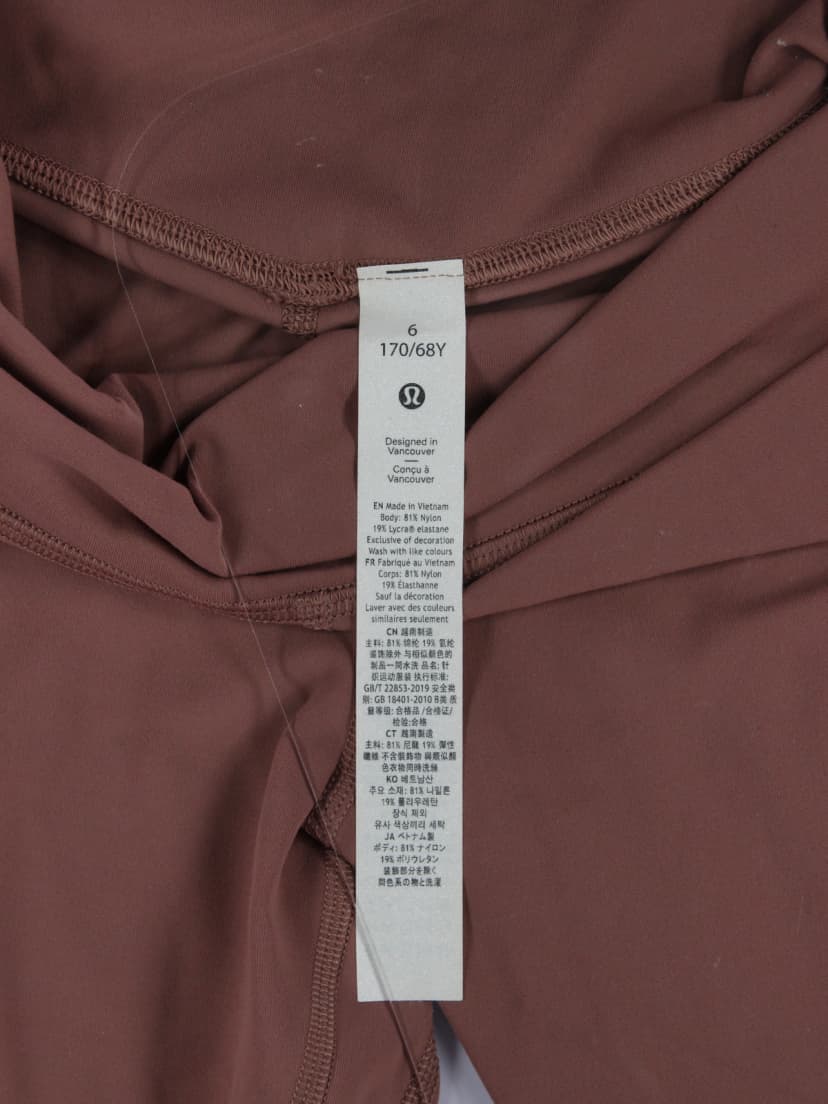 6
170/68Y
Designed in
Vancouver
Conçu à
Vancouver
EN Made in Vietnam
Body: 81% Nylon
19% Lycra® elastane
Exclusive of decoration
Wash with like colours
FR Fabriqué au Vietnam
Corps: 81% Nylon
19% Élasthanne
Sauf la décoration
Laver avec des couleurs
similaires seulement
CN 越南制造
主料: 81% 锦纶 19% 氨纶
装饰除外 与相似颜色的
制品一同水洗 品名: 针
织运动服装 执行标准:
GB/T 22853-2019 安全类
别: GB 18401-2010 B类 质
量等级: 合格品 /合格证/
检验:合格
CT 越南製造
主料: 81% 尼龍 19% 彈性
纖維 不含裝飾物 與類似顏
色衣物同時洗滌
KO 베트남산
주요 소재: 81% 나일론
19% 폴리우레탄
장식 제외
유사 색상끼리 세탁
JA ベトナム製
ボディ: 81% ナイロン
19% ポリウレタン
装飾部分を除く
同色系の物と洗濯